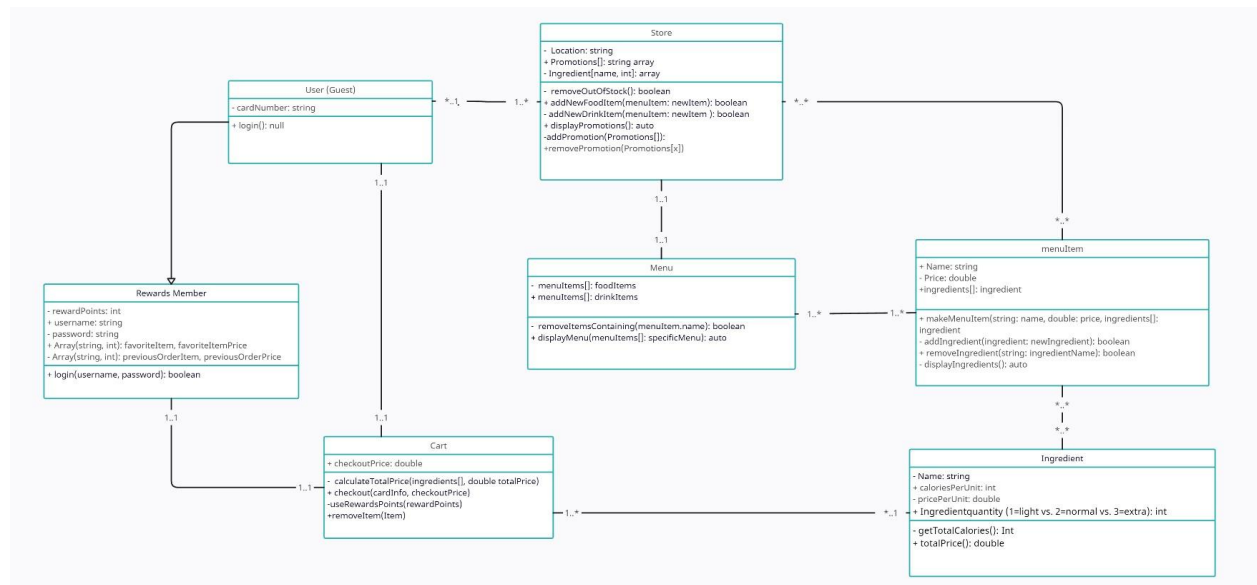 Store
- Location: string
+ Promotions[]: string array
- Ingredient[name, int]: array
- removeOutOfStock(): boolean
+ addNewFoodItem(menuItem: newItem): boolean
- addNewDrinkItem(menuItem: newItem ): boolean
+ displayPromotions(): auto
-addPromotion(Promotions[]):
+removePromotion(Promotions[x])
User (Guest)
- cardNumber: string
+ login(): null
*..1,
1..*
*..*
1..1
1..1
1..1
*..*
menuItem
+ Name: string
- Price: double
+ingredients[]: ingredient
+ makeMenuItem(string: name, double: price, ingredients[]:
ingredient
- addIngredient(ingredient: newIngredient): boolean
+ removeIngredient(string: ingredientName): boolean
- displayIngredients(): auto
Menu
- menuItems[]: foodItems
+ menuItems[]: drinkItems
- removeItemsContaining(menuItem.name): boolean
+ displayMenu(menuItems[]: specificMenu): auto
1..*
1..*
Rewards Member
- rewardPoints: int
+ username: string
- password: string
+ Array(string, int): favoriteItem, favoriteItemPrice
- Array(string, int): previousOrderItem, previousOrderPrice
+ login(username, password): boolean
1..1
1..1
*..*
*..*
Cart
+ checkoutPrice: double
- calculateTotalPrice(ingredients[], double totalPrice)
+ checkout(cardInfo, checkoutPrice)
-useRewardsPoints(rewardPoints)
+removeItem(Item)
1..1
1..*
*..1
Ingredient
- Name: string
+ caloriesPerUnit: int
- pricePerUnit: double
+ Ingredientquantity (1=light vs. 2=normal vs. 3=extra): int
- getTotalCalories(): Int
+ totalPrice(): double